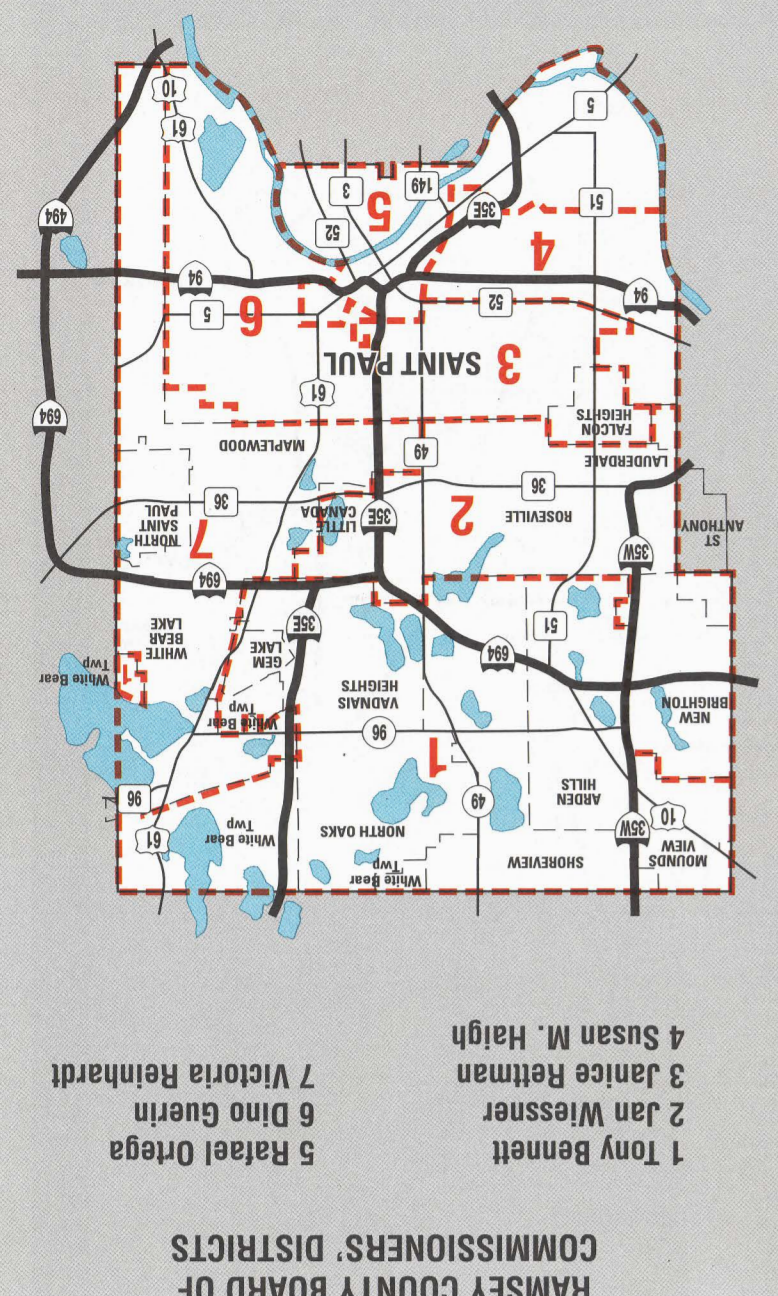 RAMSEY COUNTY BOARD OF
COMMISSIONERS' DISTRICTS
1 Tony Bennett
2 Jan Wiessner
3 Janice Rettman
4 Susan M. Haigh
5 Rafael Ortega
6 Dino Guerin
7 Victoria Reinhardt
35W
49
35E
61
MOUNDS
VIEW
SHOREVIEW
White Bear
Twp
NORTH OAKS
White Bear
Twp
10
35W
ARDEN
HILLS
49
96
1
NEW
BRIGHTON
96
VADNAIS
HEIGHTS
White Bear
Twp
GEM
LAKE
White Bear
Twp
1
WHITE
BEAR
LAKE
694
51
35E
694
35W
ST
ANTHONY
ROSEVILLE
2
35E
LITTLE
CANADA
7
NORTH
SAINT
PAUL
36
36
LAUDERDALE
49
MAPLEWOOD
FALCON
HEIGHTS
694
3
SAINT PAUL
61
94
52
6
5
94
4
51
35E
149
5
3
52
494
5
61
10